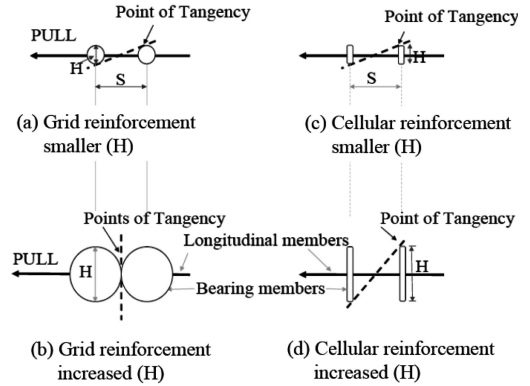 Point of Tangency
PULL
H
S
(a) Grid reinforcement
smaller (H)
Point of Tangency
H
S
(c) Cellular reinforcement
smaller (H)
Points of Tangency
PULL
H
Longitudinal members
Bearing members
(b) Grid reinforcement
increased (H)
Point of Tangency
H
(d) Cellular reinforcement
increased (H)